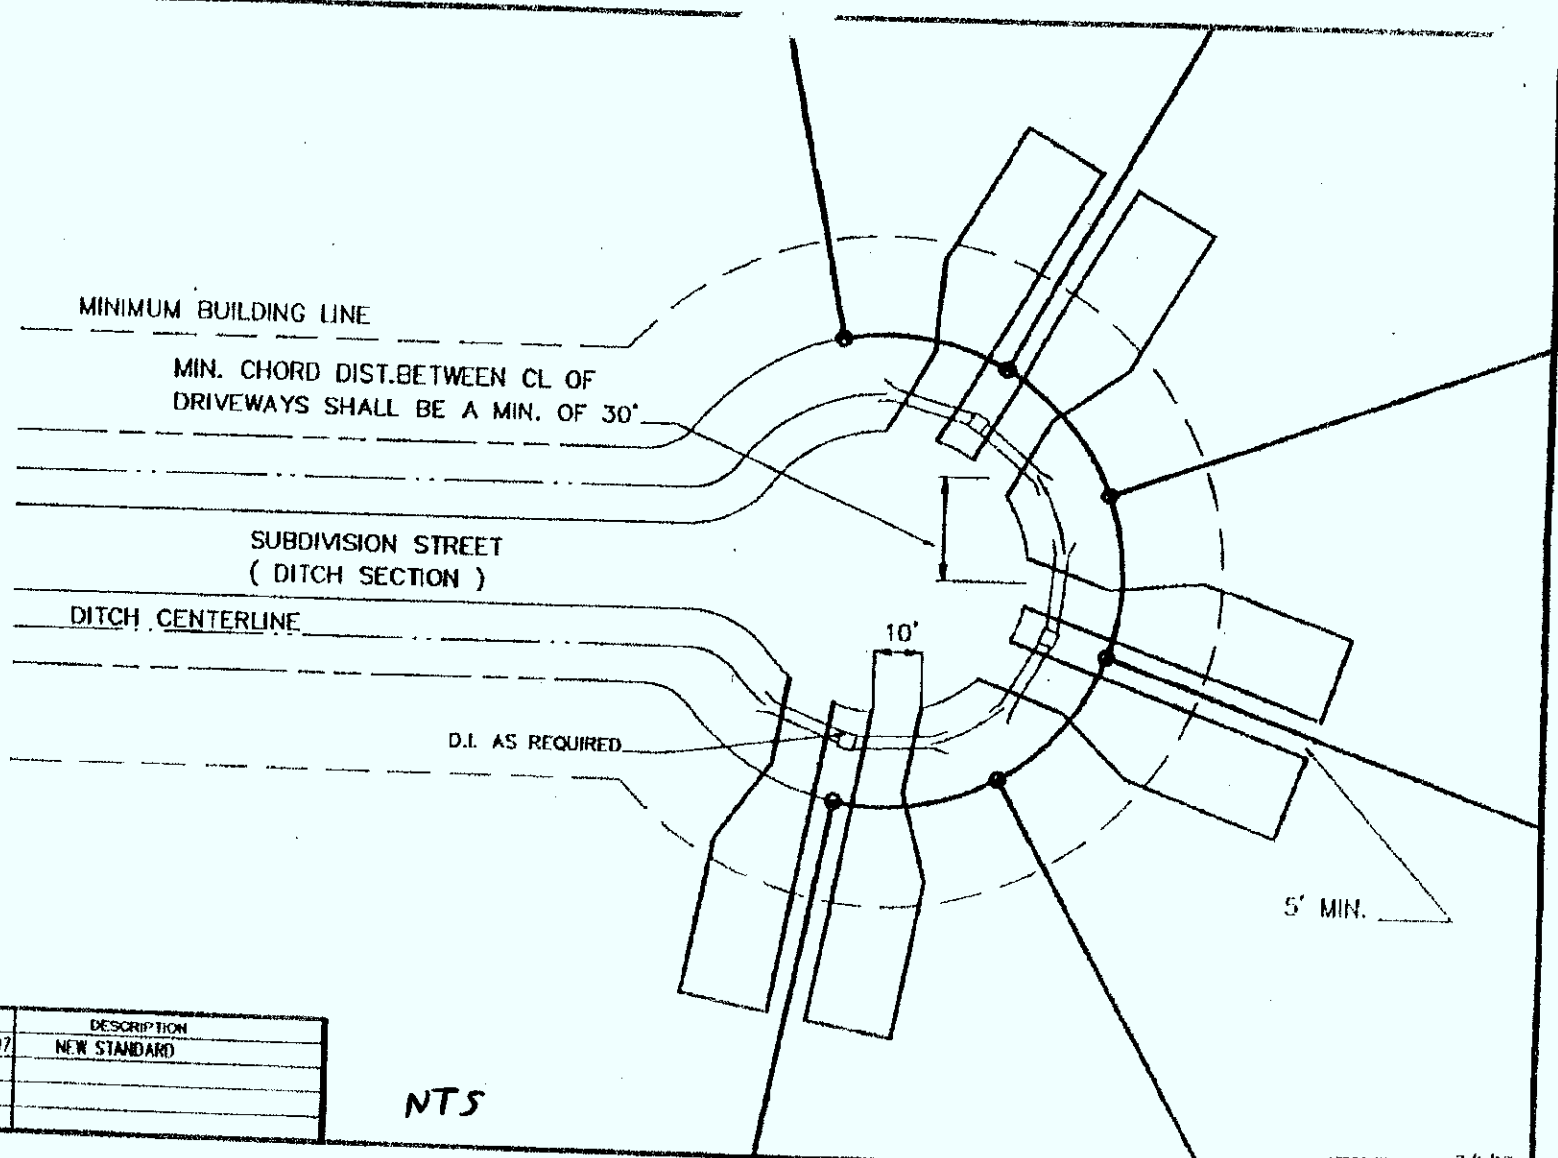 MINIMUM BUILDING LINE
MIN. CHORD DIST.BETWEEN CL OF
DRIVEWAYS SHALL BE A MIN. OF 30'
SUBDIVISION STREET
( DITCH SECTION )
DITCH CENTERLINE
10'
D.I. AS REQUIRED
5' MIN.
DESCRIPTION
NEW STANDARD
NTS